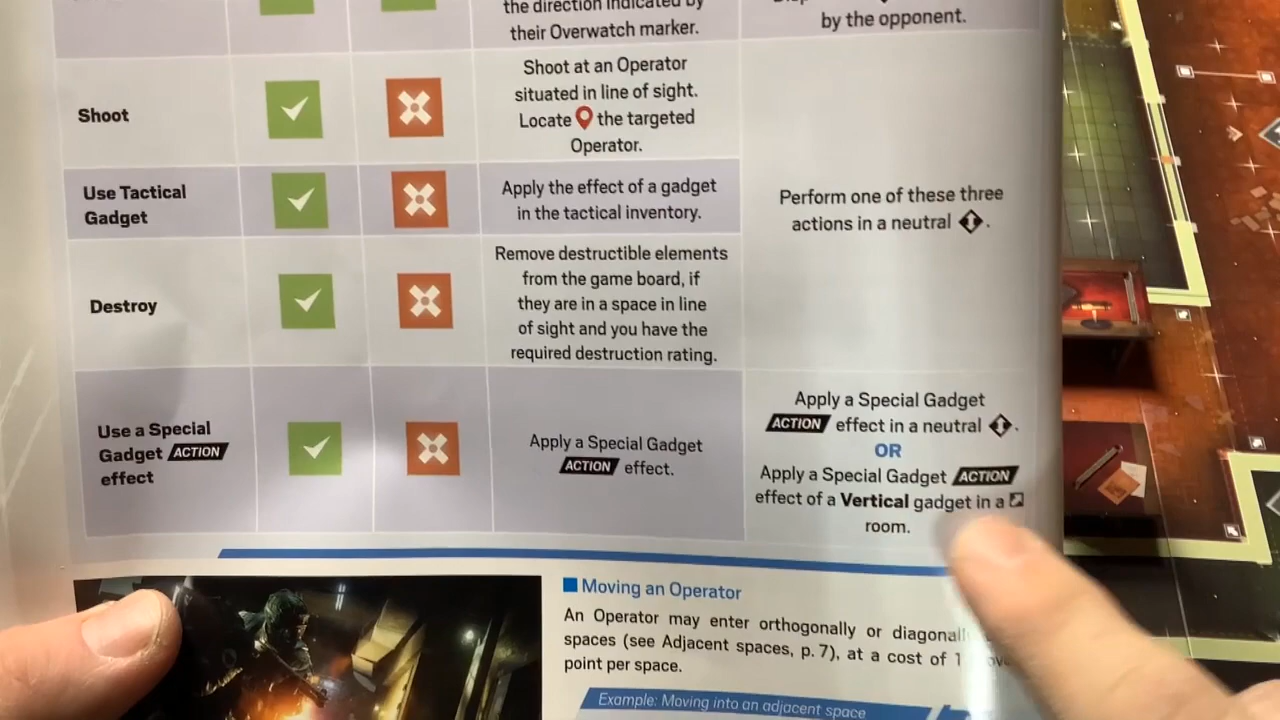 the direction indicated by
their Overwatch marker.
by the opponent.
Shoot
Shoot at an Operator
situated in line of sight.
Locate the targeted
Operator.
Use Tactical
Gadget
Apply the effect of a gadget
in the tactical inventory.
Perform one of these three
actions in a neutral .
Destroy
Remove destructible elements
from the game board, if
they are in a space in line
of sight and you have the
required destruction rating.
Use a Special
Gadget ACTION
effect
Apply a Special Gadget
ACTION effect.
Apply a Special Gadget
ACTION effect in a neutral .
OR
Apply a Special Gadget ACTION
effect of a Vertical gadget in a
room.
Moving an Operator
An Operator may enter orthogonally or
spaces (see Adjacent spaces, p. 7), at a cost of 1
point per space.
Example: Moving into an adjacent space